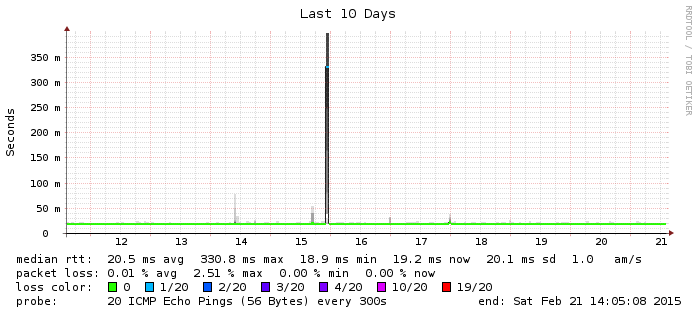 Last 10 Days
RRDTOOL / TOBI OETIKER
Seconds
350 m
300 m
250 m
200 m
150 m
100 m
50 m
0
12 13 14 15 16 17 18 19 20 21
median rtt: 20.5 ms avg 330.8 ms max 18.9 ms min 19.2 ms now 20.1 ms sd 1.0 am/s
packet loss: 0.01 % avg 2.51 % max 0.00 % min 0.00 % now
loss color: 0 1/20 2/20 3/20 4/20 10/20 19/20
probe: 20 ICMP Echo Pings (56 Bytes) every 300s end: Sat Feb 21 14:05:08 2015